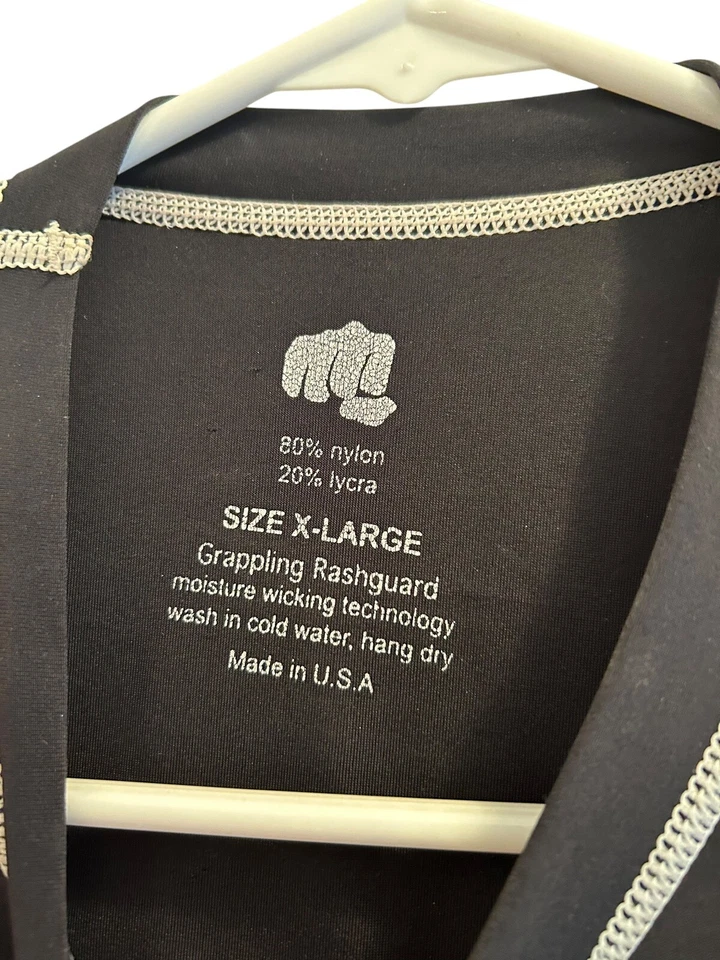 80% nylon
20% lycra
SIZE X-LARGE
Grappling Rashguard
moisture wicking technology
wash in cold water, hang dry
Made in U.S.A